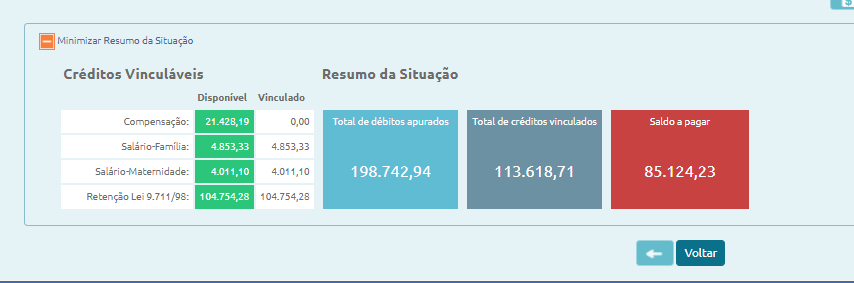 Minimizar Resumo da Situação
Créditos Vinculáveis
Disponível Vinculado
Compensação: 21.428,19 0,00
Salário-Família: 4.853,33 4.853,33
Salário-Maternidade: 4.011,10 4.011,10
Retenção Lei 9.711/98: 104.754,28 104.754,28
Resumo da Situação
Total de débitos apurados
198.742,94
Total de créditos vinculados
113.618,71
Saldo a pagar
85.124,23
Voltar